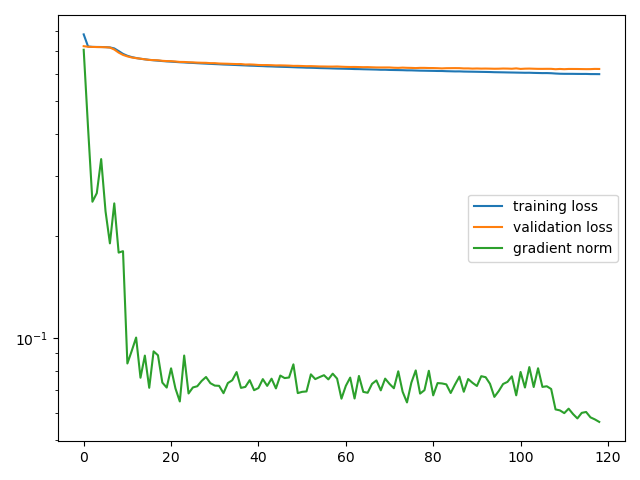 training loss
validation loss
gradient norm
10⁻¹
0 20 40 60 80 100 120